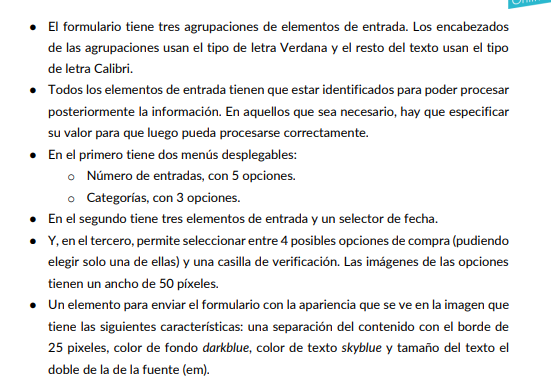 ● El formulario tiene tres agrupaciones de elementos de entrada. Los encabezados
de las agrupaciones usan el tipo de letra Verdana y el resto del texto usan el tipo
de letra Calibri.
● Todos los elementos de entrada tienen que estar identificados para poder procesar
posteriormente la información. En aquellos que sea necesario, hay que especificar
su valor para que luego pueda procesarse correctamente.
● En el primero tiene dos menús desplegables:
o Número de entradas, con 5 opciones.
o Categorías, con 3 opciones.
● En el segundo tiene tres elementos de entrada y un selector de fecha.
● Y, en el tercero, permite seleccionar entre 4 posibles opciones de compra (pudiendo
elegir solo una de ellas) y una casilla de verificación. Las imágenes de las opciones
tienen un ancho de 50 píxeles.
● Un elemento para enviar el formulario con la apariencia que se ve en la imagen que
tiene las siguientes características: una separación del contenido con el borde de
25 pixeles, color de fondo darkblue, color de texto skyblue y tamaño del texto el
doble de la de la fuente (em).